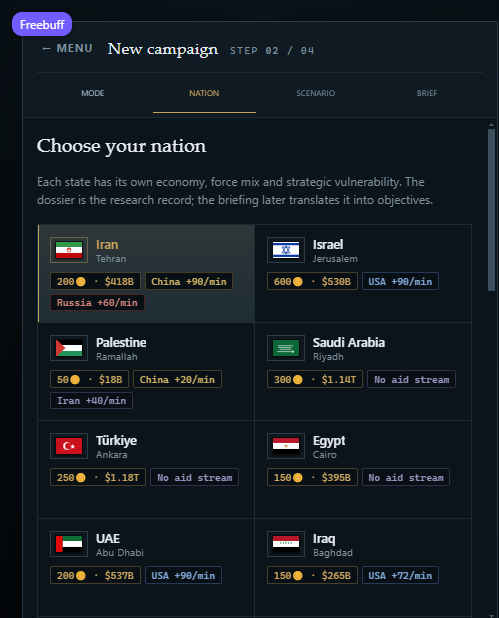 Freebuff
← MENU New campaign STEP 02 / 04
MODE NATION SCENARIO BRIEF
Choose your nation
Each state has its own economy, force mix and strategic vulnerability. The
dossier is the research record; the briefing later translates it into objectives.
Iran
Tehran
200 · $418B China +90/min
Russia +60/min
Israel
Jerusalem
600 · $530B USA +90/min
Palestine
Ramallah
50 · $18B China +20/min
Iran +40/min
Saudi Arabia
Riyadh
300 · $1.14T No aid stream
Türkiye
Ankara
250 · $1.18T No aid stream
Egypt
Cairo
150 · $395B No aid stream
UAE
Abu Dhabi
200 · $537B USA +90/min
Iraq
Baghdad
150 · $265B USA +72/min